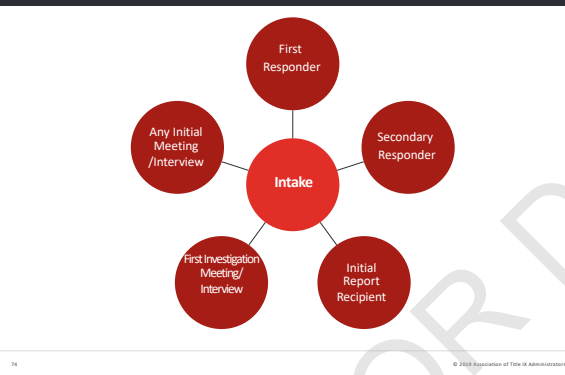 First
Responder
Any Initial
Meeting
/Interview
Secondary
Responder
Intake
First Investigation
Meeting/
Interview
Initial
Report
Recipient
OR D
74
© 2019 Association of Title IX Administrators